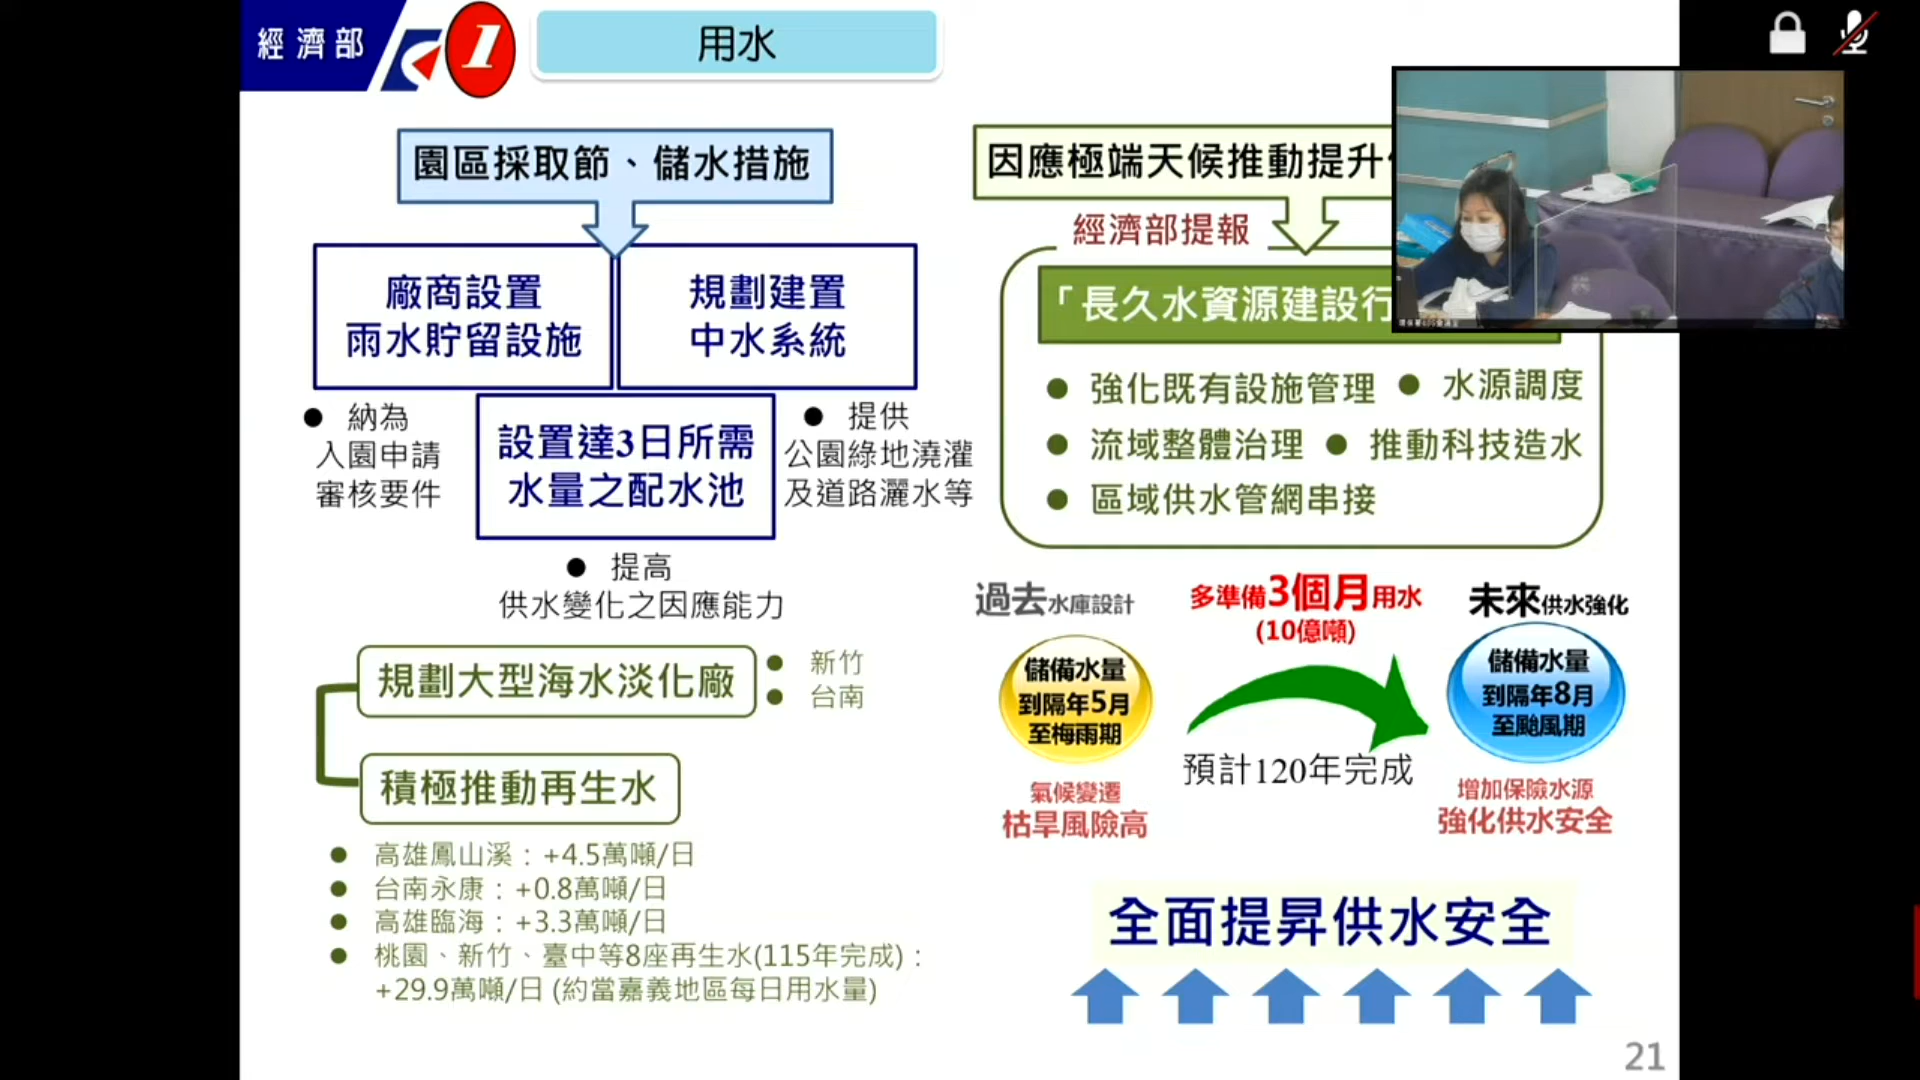 經濟部
1
用水
園區採取節、儲水措施
廠商設置
雨水貯留設施
規劃建置
中水系統
● 納為
入園申請
審核要件
設置達3日所需
水量之配水池
● 提供
公園綠地澆灌
及道路灑水等
● 提高
供水變化之因應能力
規劃大型海水淡化廠
● 新竹
● 台南
積極推動再生水
● 高雄鳳山溪：+4.5萬噸/日
● 台南永康：+0.8萬噸/日
● 高雄臨海：+3.3萬噸/日
● 桃園、新竹、臺中等8座再生水(115年完成)：
+29.9萬噸/日 (約當嘉義地區每日用水量)
因應極端天候推動提升
經濟部提報
「長久水資源建設行
● 強化既有設施管理 ● 水源調度
● 流域整體治理 ● 推動科技造水
● 區域供水管網串接
過去水庫設計
儲備水量
到隔年5月
至梅雨期
氣候變遷
枯旱風險高
多準備3個月用水
(10億噸)
預計120年完成
未來供水強化
儲備水量
到隔年8月
至颱風期
增加保險水源
強化供水安全
全面提昇供水安全
21